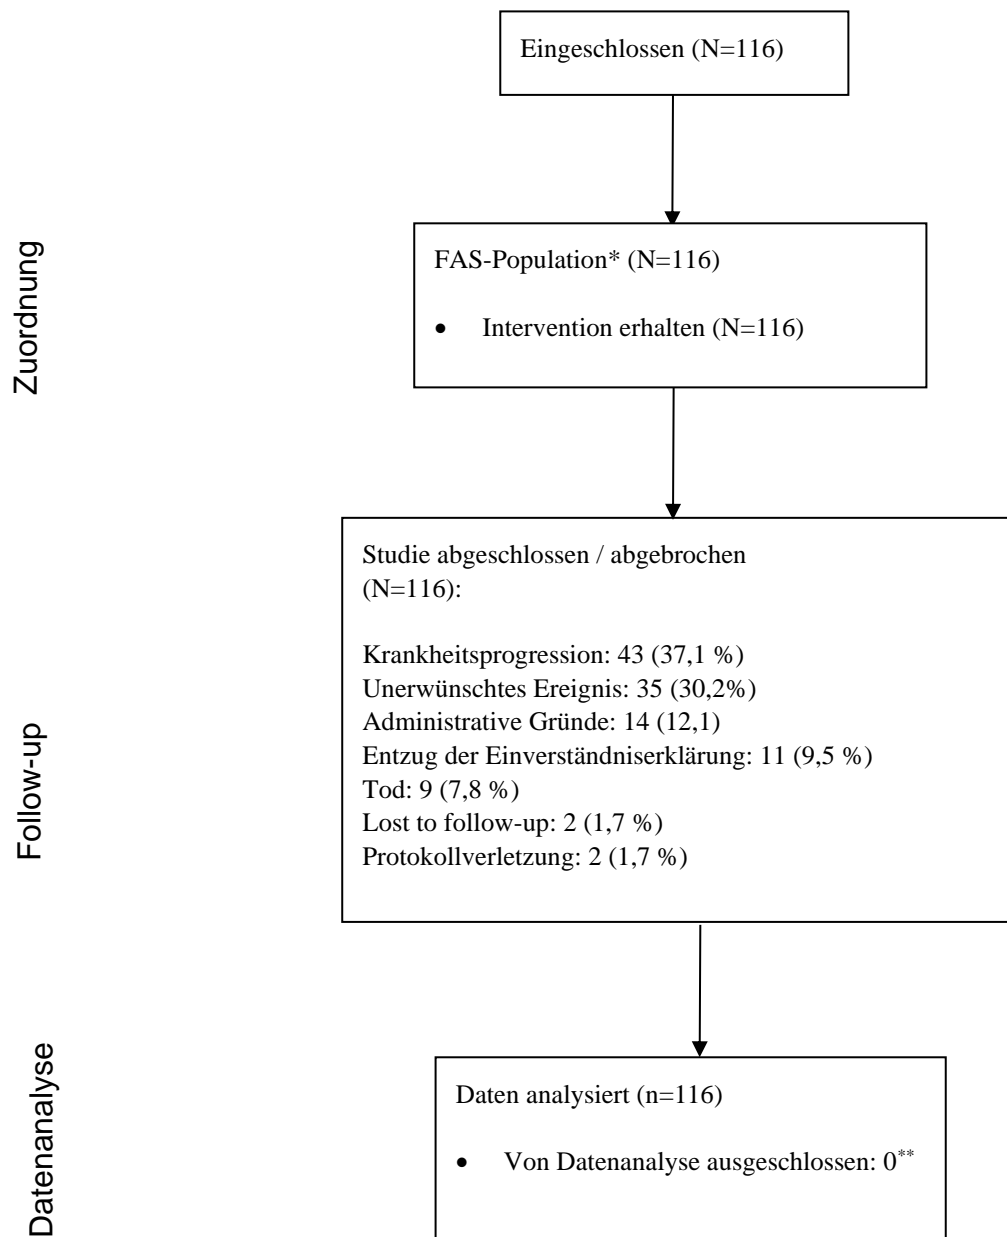 Eingeschlossen (N=116)
Zuordnung
FAS-Population* (N=116)
• Intervention erhalten (N=116)
Follow-up
Studie abgeschlossen / abgebrochen
(N=116):
Krankheitsprogression: 43 (37,1 %)
Unerwünschtes Ereignis: 35 (30,2%)
Administrative Gründe: 14 (12,1)
Entzug der Einverständniserklärung: 11 (9,5 %)
Tod: 9 (7,8 %)
Lost to follow-up: 2 (1,7 %)
Protokollverletzung: 2 (1,7 %)
Datenanalyse
Daten analysiert (n=116)
• Von Datenanalyse ausgeschlossen: 0**